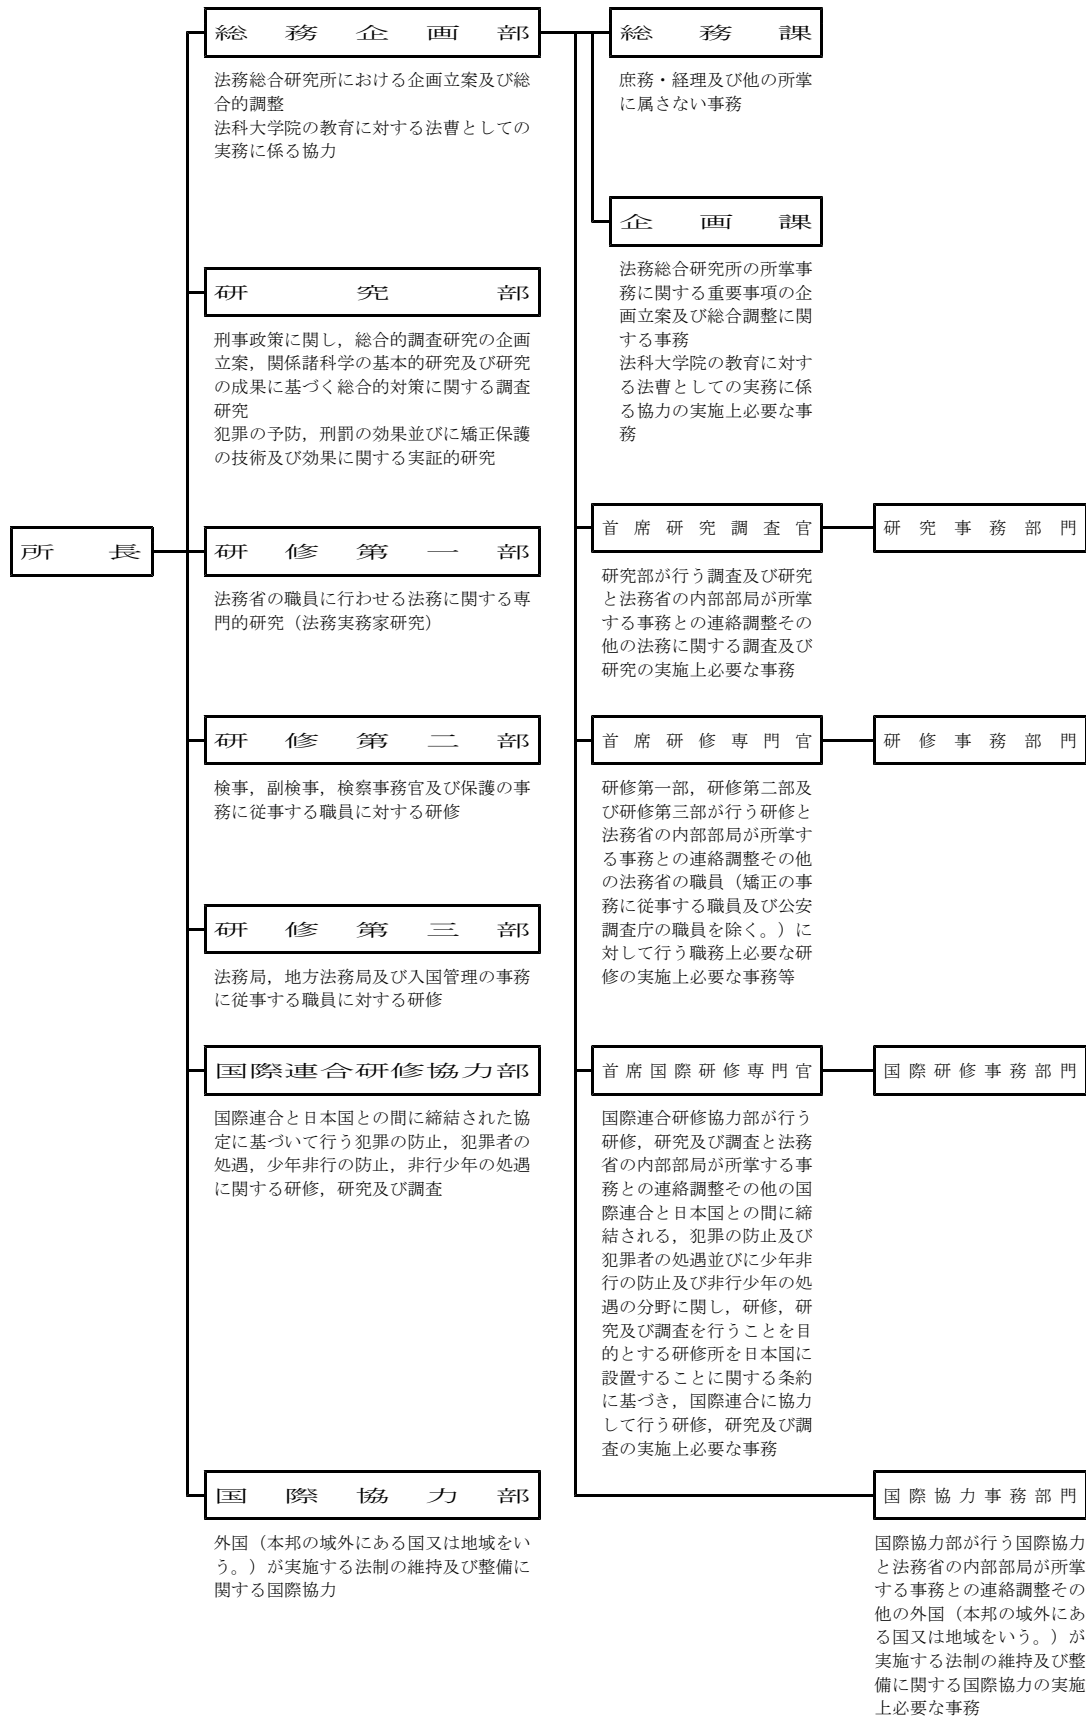 所長
総務企画部
法務総合研究所における企画立案及び総
合的調整
法科大学院の教育に対する法曹としての
実務に係る協力
研究部
刑事政策に関し，総合的調査研究の企画
立案，関係諸科学の基本的研究及び研究
の成果に基づく総合的対策に関する調査
研究
犯罪の予防，刑罰の効果並びに矯正保護
の技術及び効果に関する実証的研究
研修第一部
法務省の職員に行わせる法務に関する専
門的研究（法務実務家研究）
研修第二部
検事，副検事，検察事務官及び保護の事
務に従事する職員に対する研修
研修第三部
法務局，地方法務局及び入国管理の事務
に従事する職員に対する研修
国際連合研修協力部
国際連合と日本国との間に締結された協
定に基づいて行う犯罪の防止，犯罪者の
処遇，少年非行の防止，非行少年の処遇
に関する研修，研究及び調査
国際協力部
外国（本邦の域外にある国又は地域をい
う。）が実施する法制の維持及び整備に
関する国際協力
総務課
庶務・経理及び他の所掌
に属さない事務
企画課
法務総合研究所の所掌事
務に関する重要事項の企
画立案及び総合調整に関
する事務
法科大学院の教育に対す
る法曹としての実務に係
る協力の実施上必要な事
務
首席研究調査官
研究部が行う調査及び研究
と法務省の内部部局が所掌
する事務との連絡調整その
他の法務に関する調査及び
研究の実施上必要な事務
首席研修専門官
研修第一部，研修第二部及
び研修第三部が行う研修と
法務省の内部部局が所掌す
る事務との連絡調整その他
の法務省の職員（矯正の事
務に従事する職員及び公安
調査庁の職員を除く。）に
対して行う職務上必要な研
修の実施上必要な事務等
首席国際研修専門官
国際連合研修協力部が行う
研修，研究及び調査と法務
省の内部部局が所掌する事
務との連絡調整その他の国
際連合と日本国との間に締
結される，犯罪の防止及び
犯罪者の処遇並びに少年非
行の防止及び非行少年の処
遇の分野に関し，研修，研
究及び調査を行うことを目
的とする研修所を日本国に
設置することに関する条約
に基づき，国際連合に協力
して行う研修，研究及び調
査の実施上必要な事務
研究事務部門
研修事務部門
国際研修事務部門
国際協力事務部門
国際協力部が行う国際協力
と法務省の内部部局が所掌
する事務との連絡調整その
他の外国（本邦の域外にあ
る国又は地域をいう。）が
実施する法制の維持及び整
備に関する国際協力の実施
上必要な事務